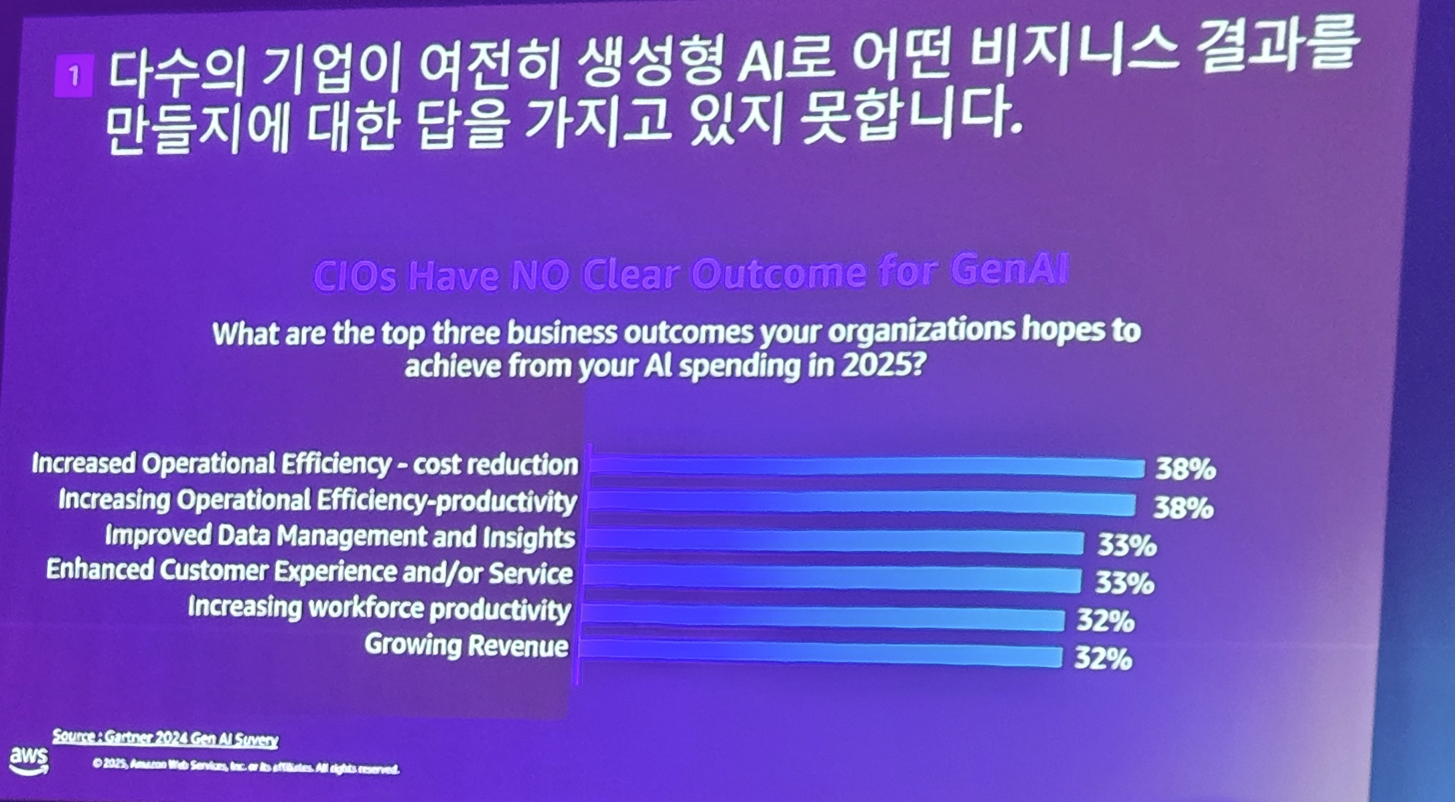 1 다수의 기업이 여전히 생성형 AI로 어떤 비지니스 결과를
만들지에 대한 답을 가지고 있지 못합니다.
CIOs Have NO Clear Outcome for GenAI
What are the top three business outcomes your organizations hopes to
achieve from your AI spending in 2025?
Increased Operational Efficiency - cost reduction 38%
Increasing Operational Efficiency-productivity 38%
Improved Data Management and Insights 33%
Enhanced Customer Experience and/or Service 33%
Increasing workforce productivity 32%
Growing Revenue 32%
Source : Gartner 2024 Gen AI Suvery
aws
© 2025, Amazon Web Services, Inc. or its affiliates. All rights reserved.